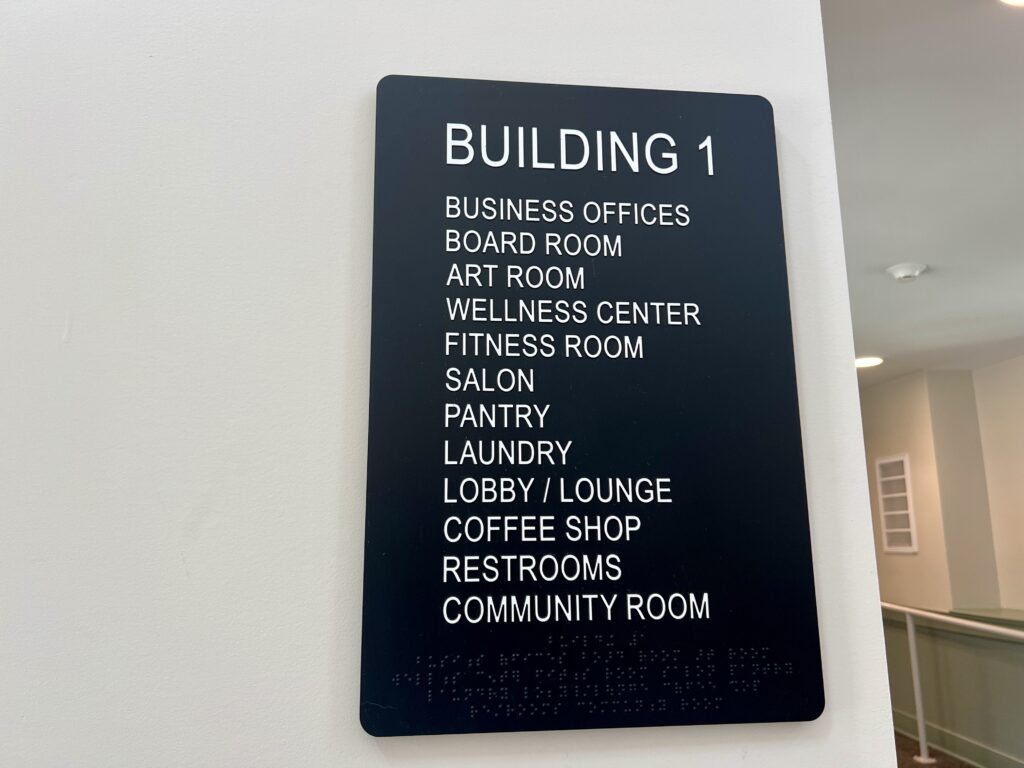 BUILDING 1
BUSINESS OFFICES
BOARD ROOM
ART ROOM
WELLNESS CENTER
FITNESS ROOM
SALON
PANTRY
LAUNDRY
LOBBY / LOUNGE
COFFEE SHOP
RESTROOMS
COMMUNITY ROOM